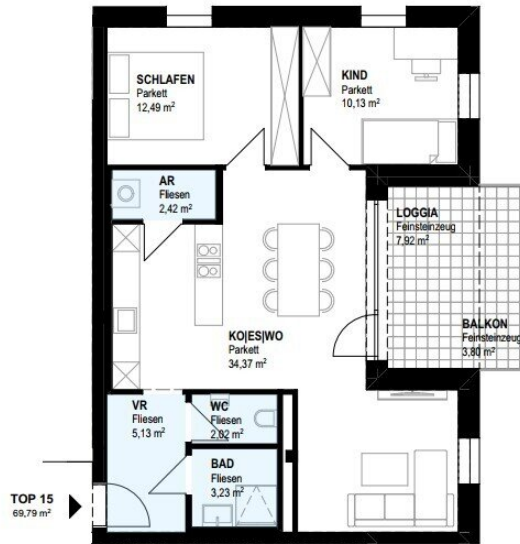 SCHLAFEN
Parkett
12,49 m²
KIND
Parkett
10,13 m²
AR
Fliesen
2,42 m²
LOGGIA
Feinsteinzeug
7,92 m²
KO|ES|WO
Parkett
34,37 m²
BALKON
Feinsteinzeug
3,80 m²
VR
Fliesen
5,13 m²
WC
Fliesen
2,02 m²
BAD
Fliesen
3,23 m²
TOP 15
69,79 m²